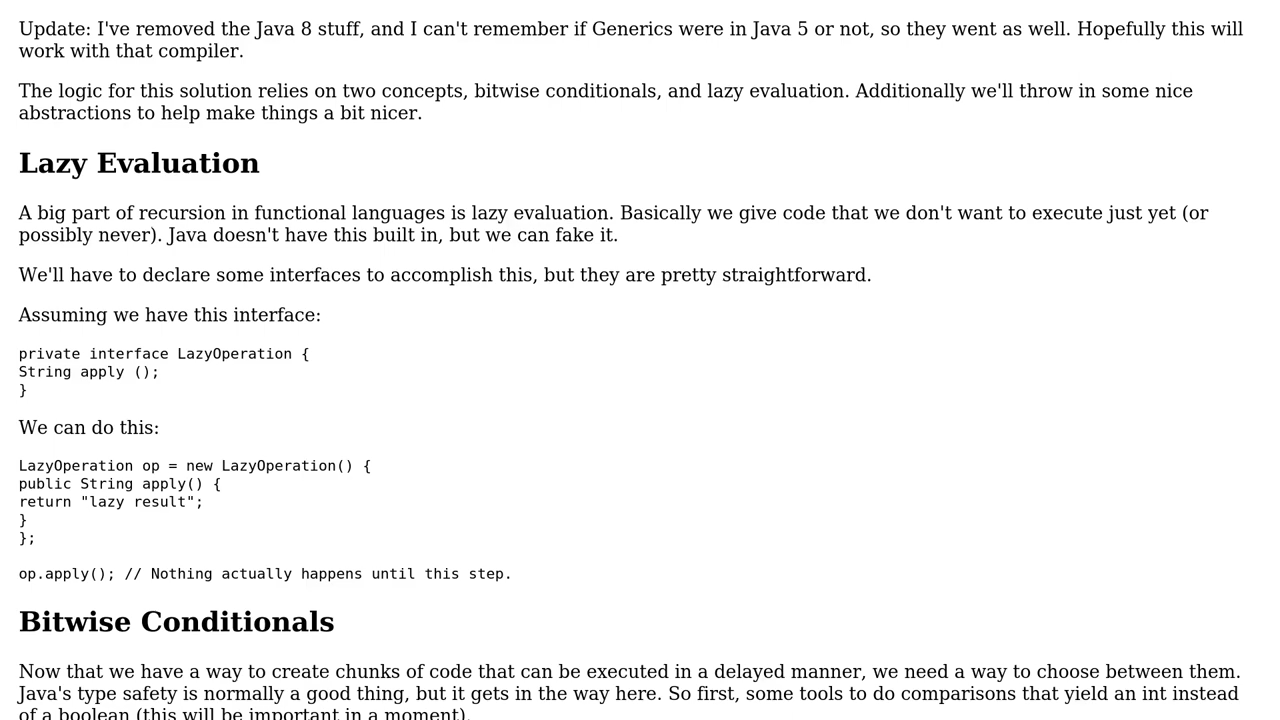 Update: I've removed the Java 8 stuff, and I can't remember if Generics were in Java 5 or not, so they went as well. Hopefully this will
work with that compiler.
The logic for this solution relies on two concepts, bitwise conditionals, and lazy evaluation. Additionally we'll throw in some nice
abstractions to help make things a bit nicer.
Lazy Evaluation
A big part of recursion in functional languages is lazy evaluation. Basically we give code that we don't want to execute just yet (or
possibly never). Java doesn't have this built in, but we can fake it.
We'll have to declare some interfaces to accomplish this, but they are pretty straightforward.
Assuming we have this interface:
private interface LazyOperation {
String apply ();
}
We can do this:
LazyOperation op = new LazyOperation() {
public String apply() {
return "lazy result";
}
};
op.apply(); // Nothing actually happens until this step.
Bitwise Conditionals
Now that we have a way to create chunks of code that can be executed in a delayed manner, we need a way to choose between them.
Java's type safety is normally a good thing, but it gets in the way here. So first, some tools to do comparisons that yield an int instead
of a boolean (this will be important in a moment).